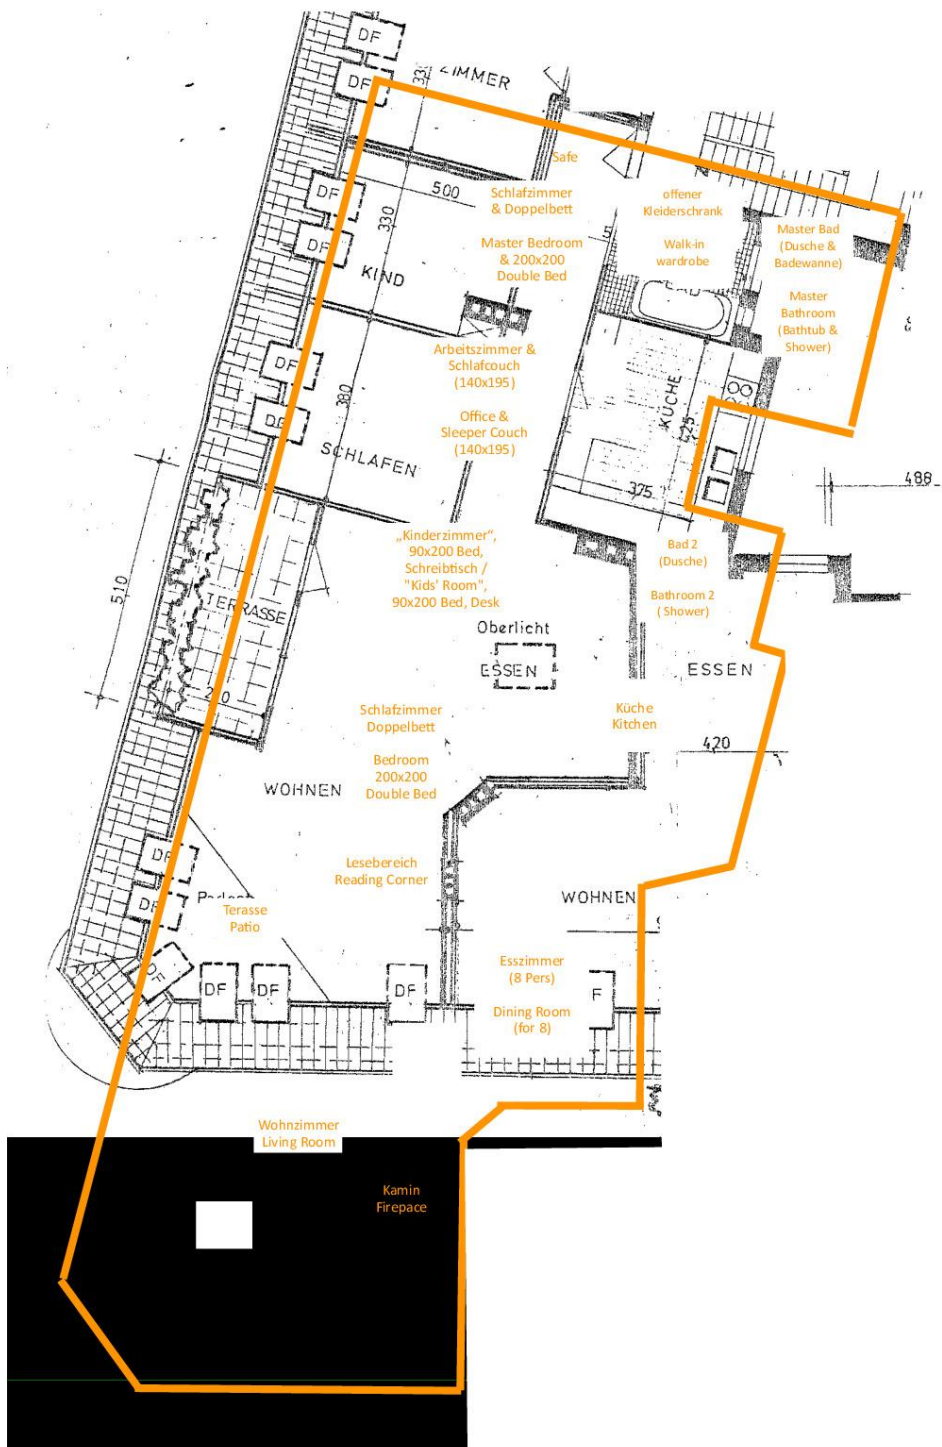 DF
ZIMMER
330
DF
Safe
500
DF
330
Schlafzimmer
& Doppelbett
Master Bedroom
& 200x200
Double Bed
offener
Kleiderschrank
Walk-in
wardrobe
Master Bad
(Dusche &
Badewanne)
Master
Bathroom
(Bathtub &
Shower)
DF
KIND
DF
Arbeitszimmer &
Schlafcouch
(140x195)
Office &
Sleeper Couch
(140x195)
380
KÜCHE
425
DF
SCHLAFEN
375
488
„Kinderzimmer“,
90x200 Bed,
Schreibtisch /
"Kids' Room",
90x200 Bed, Desk
Bad 2
(Dusche)
Bathroom 2
( Shower)
510
TERRASSE
Oberlicht
ESSEN
ESSEN
Schlafzimmer
Doppelbett
Bedroom
200x200
Double Bed
Küche
Kitchen
420
WOHNEN
DF
Lesebereich
Reading Corner
DF
Terasse
Patio
WOHNEN
DF
DF
DF
DF
Esszimmer
(8 Pers)
Dining Room
(for 8)
F
Wohnzimmer
Living Room
Kamin
Firepace